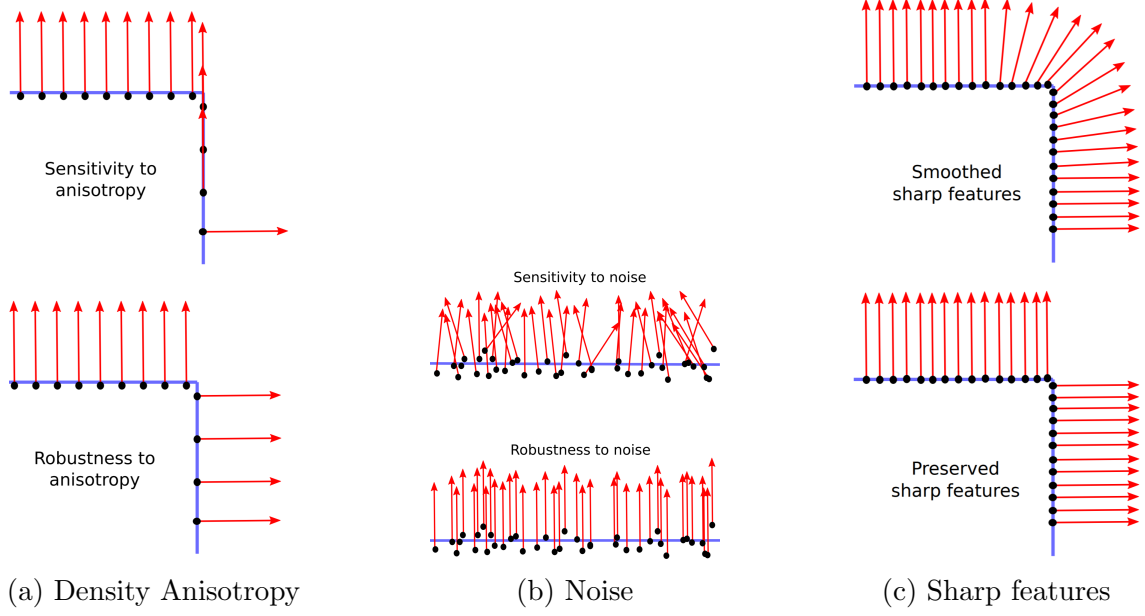 Sensitivity to
anisotropy
Robustness to
anisotropy
(a) Density Anisotropy
Sensitivity to noise
Robustness to noise
(b) Noise
Smoothed
sharp features
Preserved
sharp features
(c) Sharp features